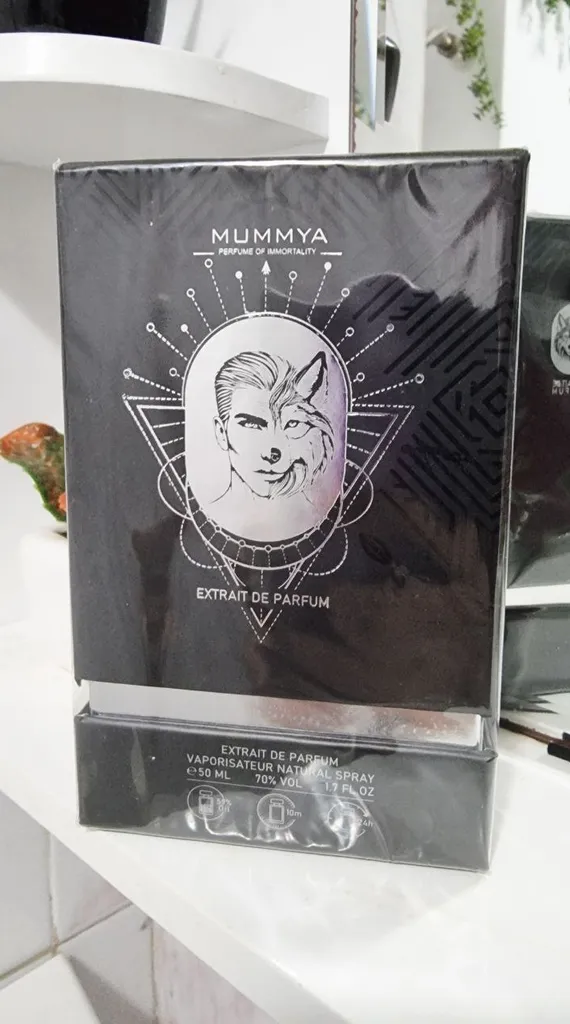 MUMMYA
PERFUME OF IMMORTALITY
EXTRAIT DE PARFUM
EXTRAIT DE PARFUM
VAPORISATEUR NATURAL SPRAY
℮50 ML 70% VOL 1.7 FL OZ
10m
24h